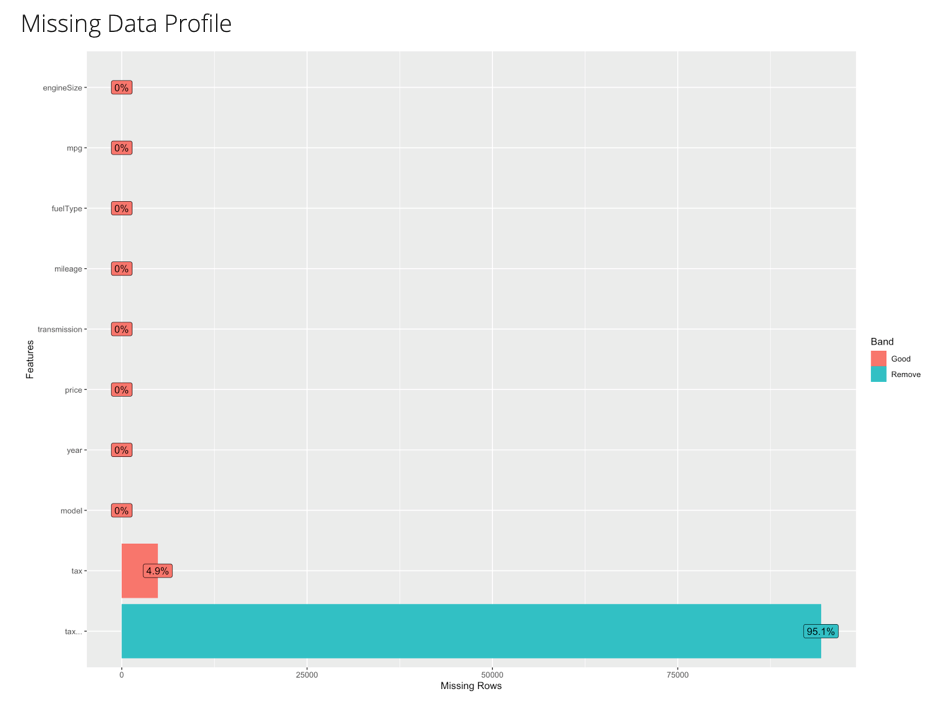 Missing Data Profile
engineSize
0%
mpg
0%
fuelType
0%
mileage
0%
transmission
0%
price
0%
year
0%
model
0%
tax
4.9%
tax...
95.1%
0
25000
50000
75000
Missing Rows
Features
Band
Good
Remove